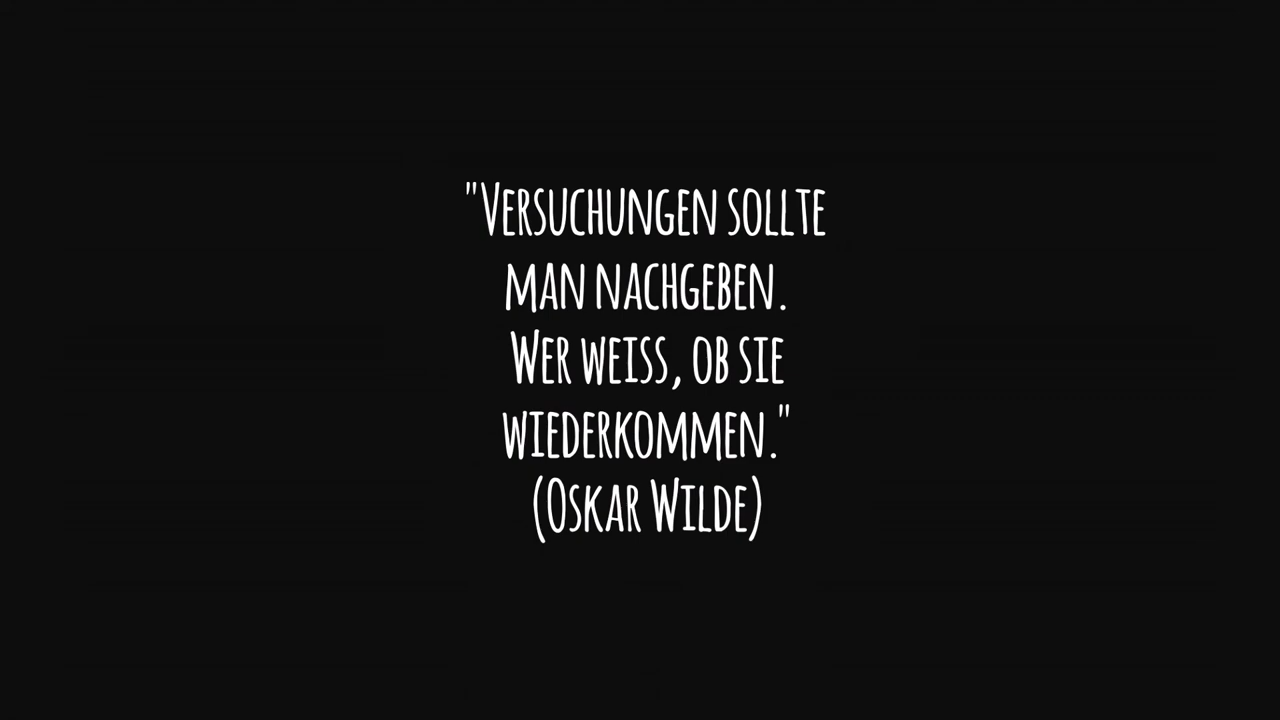 "Versuchungen sollte
man nachgeben.
Wer weiss, ob sie
wiederkommen."
(Oskar Wilde)